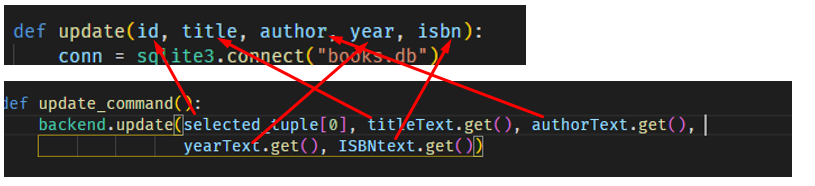 def update(id, title, author, year, isbn):
conn = sqlite3.connect("books.db")
def update_command():
backend.update(selected_tuple[0], titleText.get(), authorText.get(),
yearText.get(), ISBNtext.get())